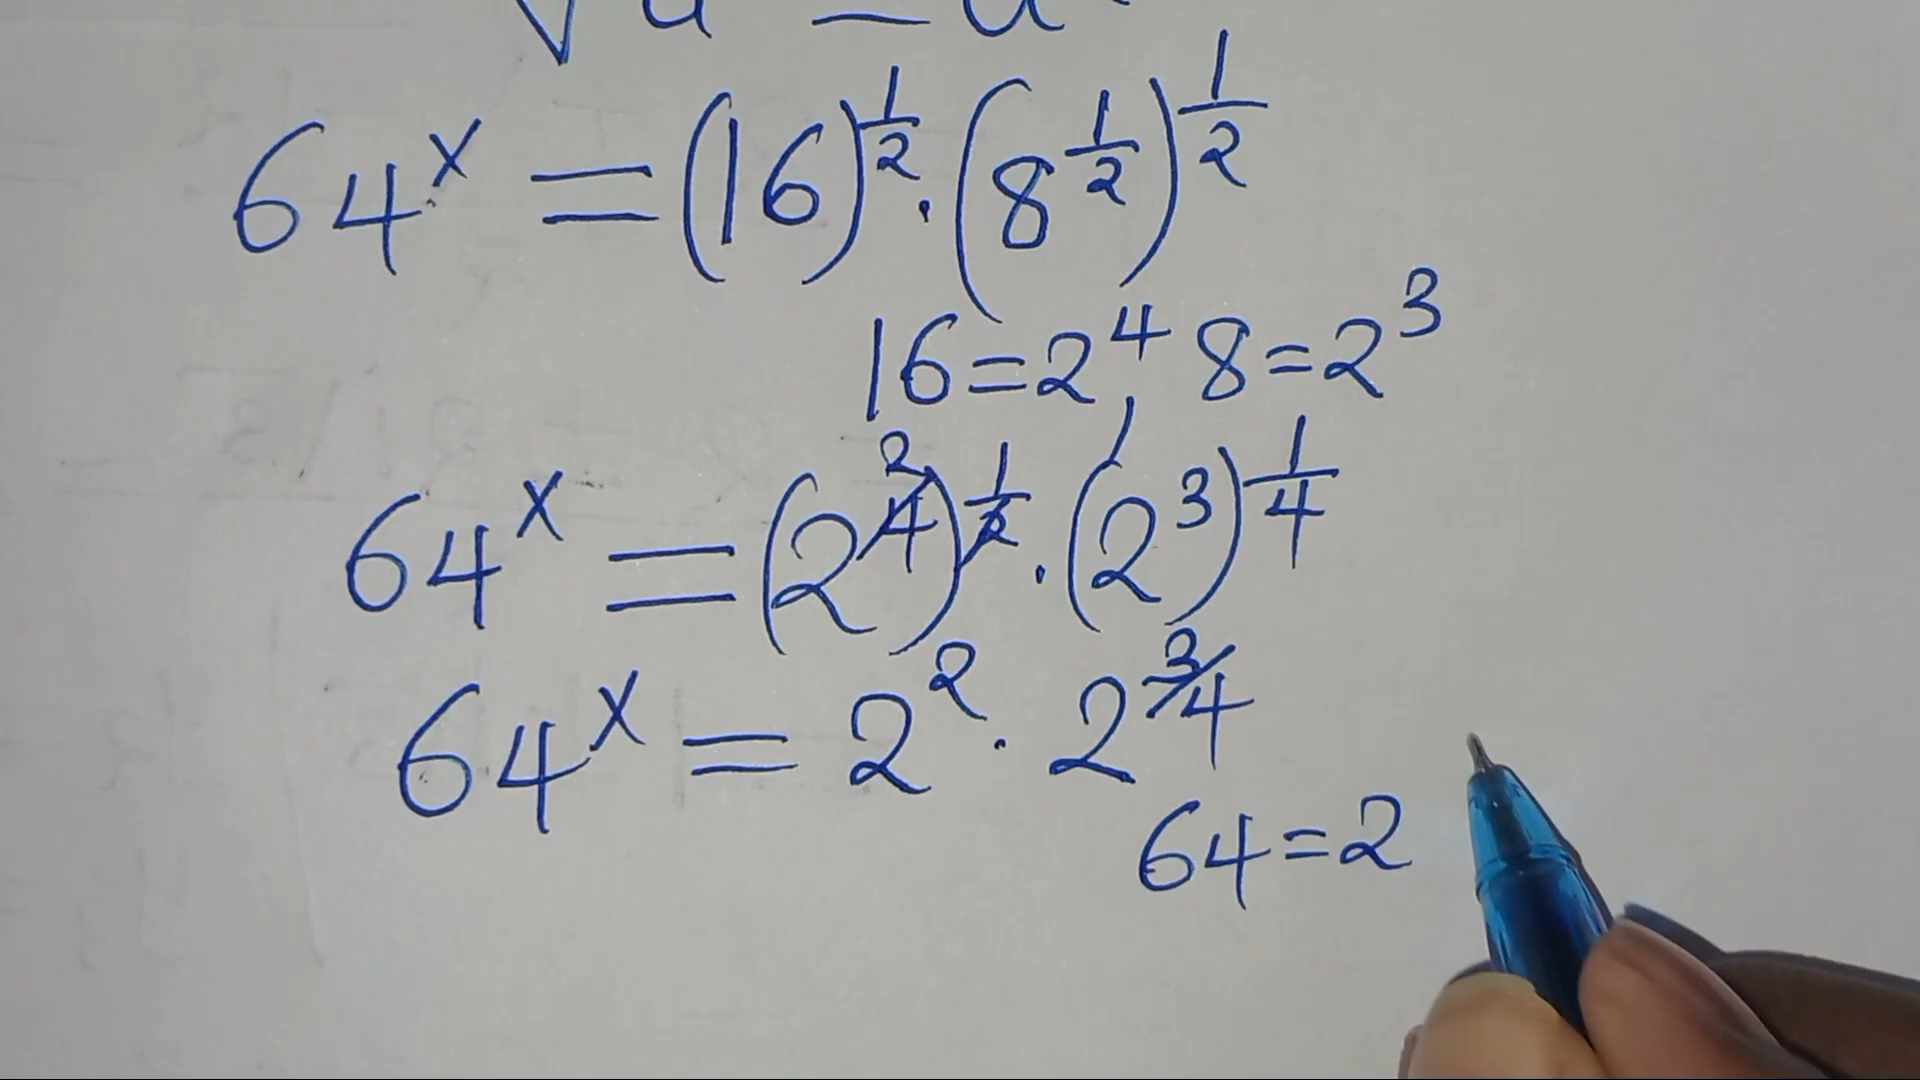 64^x = (16)^{1/2} · (8^{1/2})^{1/2}
16 = 2^4, 8 = 2^3
64^x = (2^4)^{1/2} · (2^3)^{1/4}
64^x = 2^2 · 2^{3/4}
64 = 2